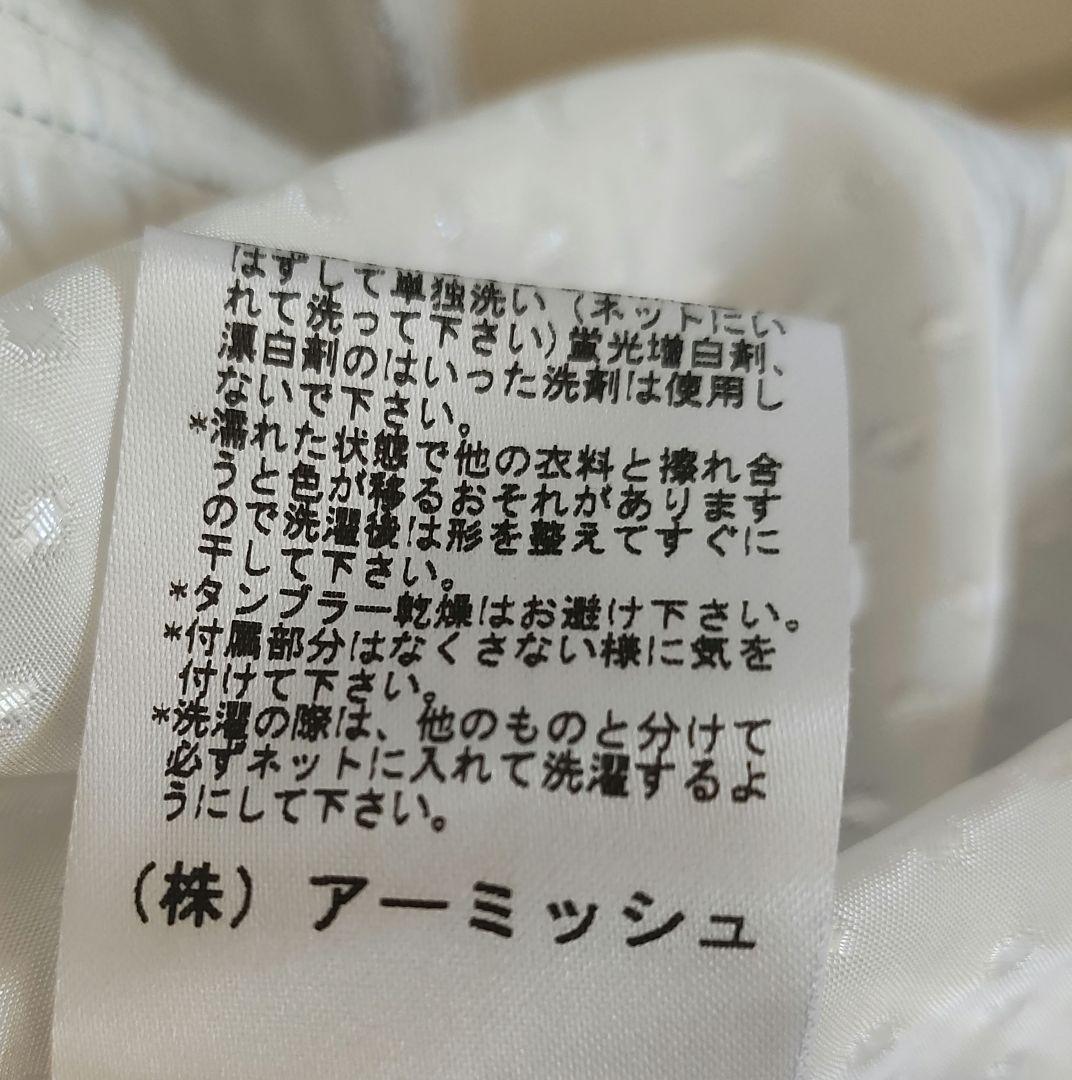 はずして単独洗い（ネットにい
れて洗って下さい）蛍光増白剤、
漂白剤のはいった洗剤は使用し
ないで下さい。
*濡れた状態で他の衣料と擦れ合
うと色が移るおそれがあります
ので洗濯後は形を整えてすぐに
干して下さい。
*タンブラー乾燥はお避け下さい。
*付属部分はなくさない様に気を
付けて下さい。
*洗濯の際は、他のものと分けて
必ずネットに入れて洗濯するよ
うにして下さい。
（株）アーミッシュ